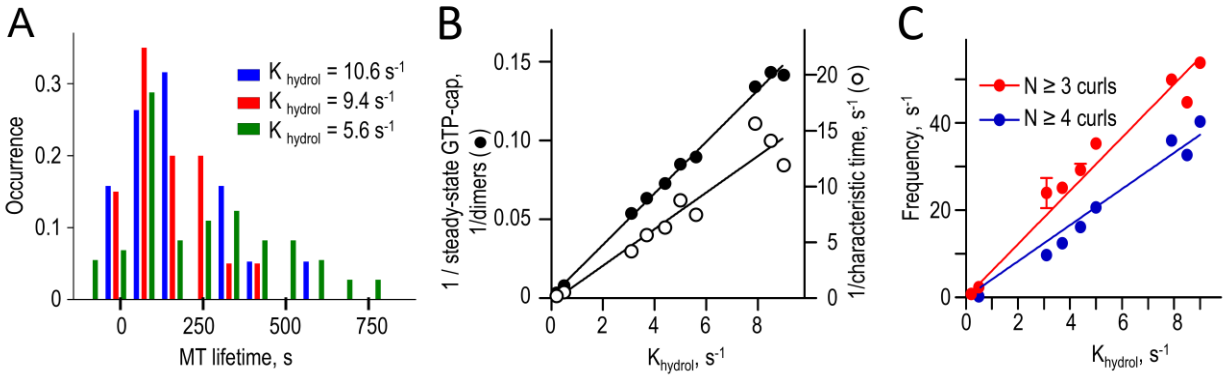 A
Occurrence
0.3
0.2
0.1
0
K hydrol = 10.6 s-1
K hydrol = 9.4 s-1
K hydrol = 5.6 s-1
0 250 500 750
MT lifetime, s
B
1 / steady-state GTP-cap,
1/dimers (●)
0.15
0.10
0.05
0
20
15
10
5
0
1/characteristic time, s-1 (○)
0 2 4 6 8
Khydrol, s-1
C
Frequency, s-1
40
20
0
N ≥ 3 curls
N ≥ 4 curls
0 2 4 6 8
Khydrol, s-1